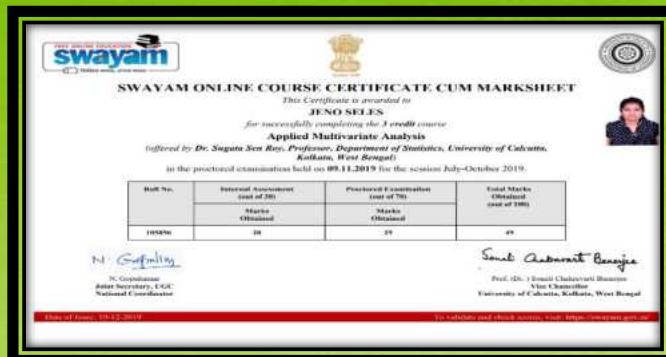 FREE ONLINE EDUCATION
swayam
SWAYAM ONLINE COURSE CERTIFICATE CUM MARKSHEET
This Certificate is awarded to
JENO SELES
for successfully completing the 3 credit course
Applied Multivariate Analysis
(offered by Dr. Sugata Sen Roy, Professor, Department of Statistics, University of Calcutta,
Kolkata, West Bengal)
in the proctored examination held on 09.11.2019 for the session July-October 2019.
Roll No. Internal Assessment Proctored Examination Total Marks
(out of 70) Obtained
Marks Marks (out of 100)
Obtained Obtained
29 49
N. Gopukumar
Joint Secretary, UGC
National Coordinator
Prof. (Dr.) Sonali Chakravarti Banerjee
Vice Chancellor
University of Calcutta, Kolkata, West Bengal
Date of Issue: 10-12-2019
To validate and check scores, visit: https://swayam.gov.in/